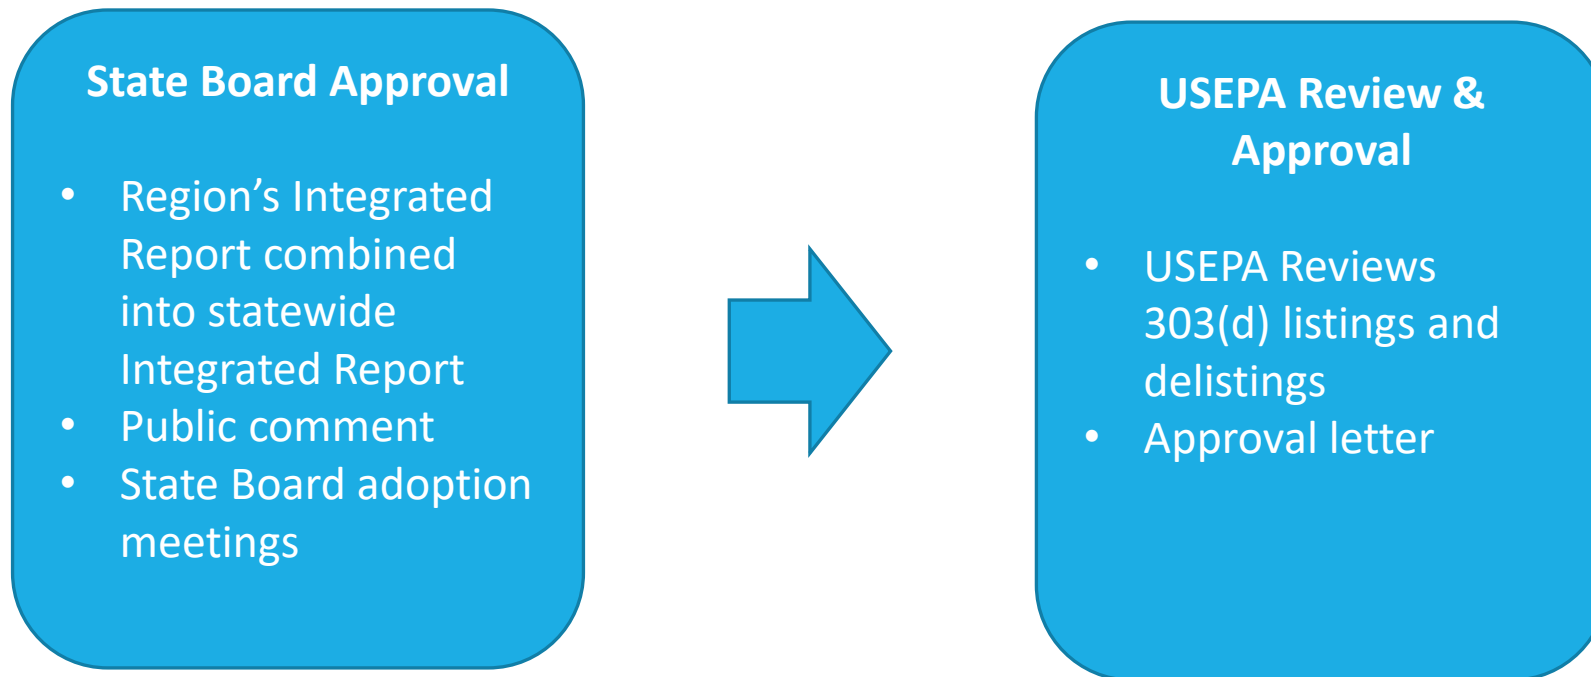 State Board Approval
• Region’s Integrated
Report combined
into statewide
Integrated Report
• Public comment
• State Board adoption
meetings
USEPA Review &
Approval
• USEPA Reviews
303(d) listings and
delistings
• Approval letter